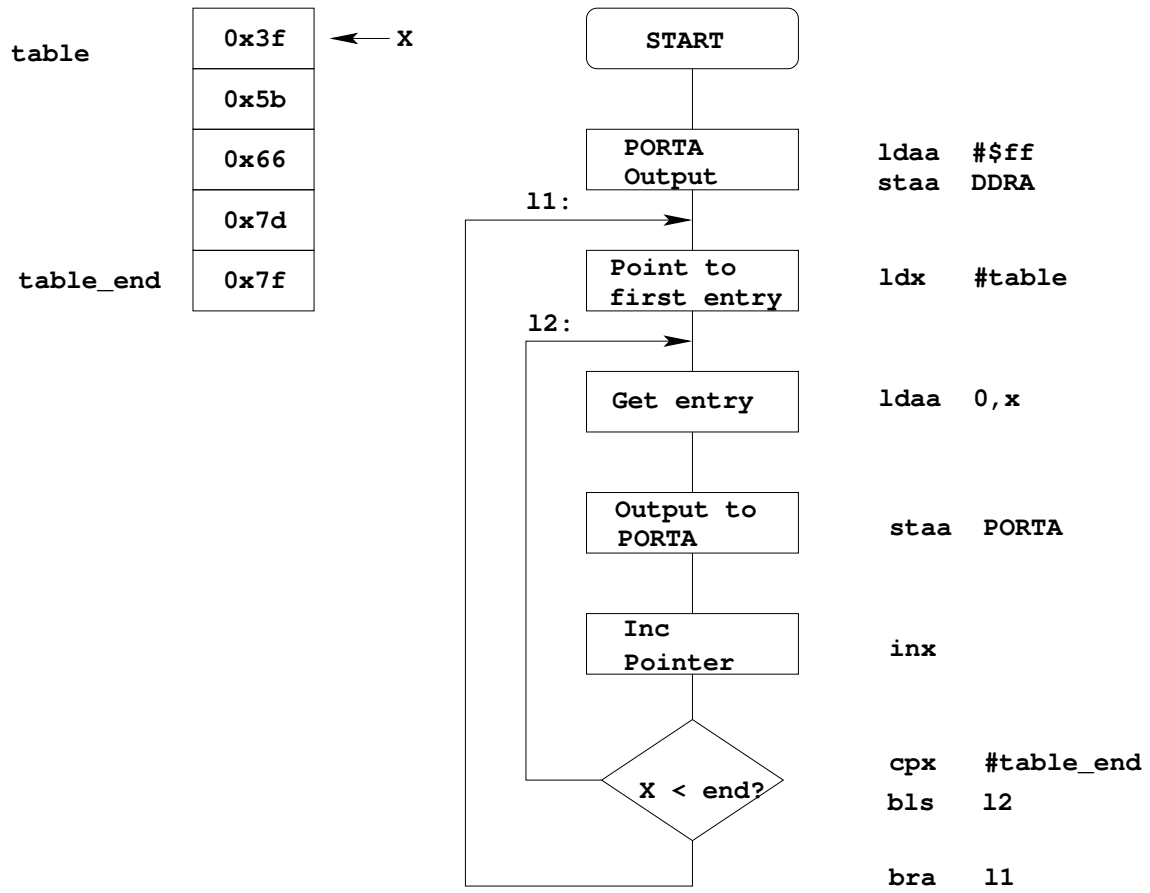 table
0x3f
X
0x5b
0x66
0x7d
table_end
0x7f
START
PORTA
Output
ldaa #$ff
staa DDRA
l1:
Point to
first entry
ldx #table
l2:
Get entry
ldaa 0,x
Output to
PORTA
staa PORTA
Inc
Pointer
inx
X < end?
cpx #table_end
bls l2
bra l1